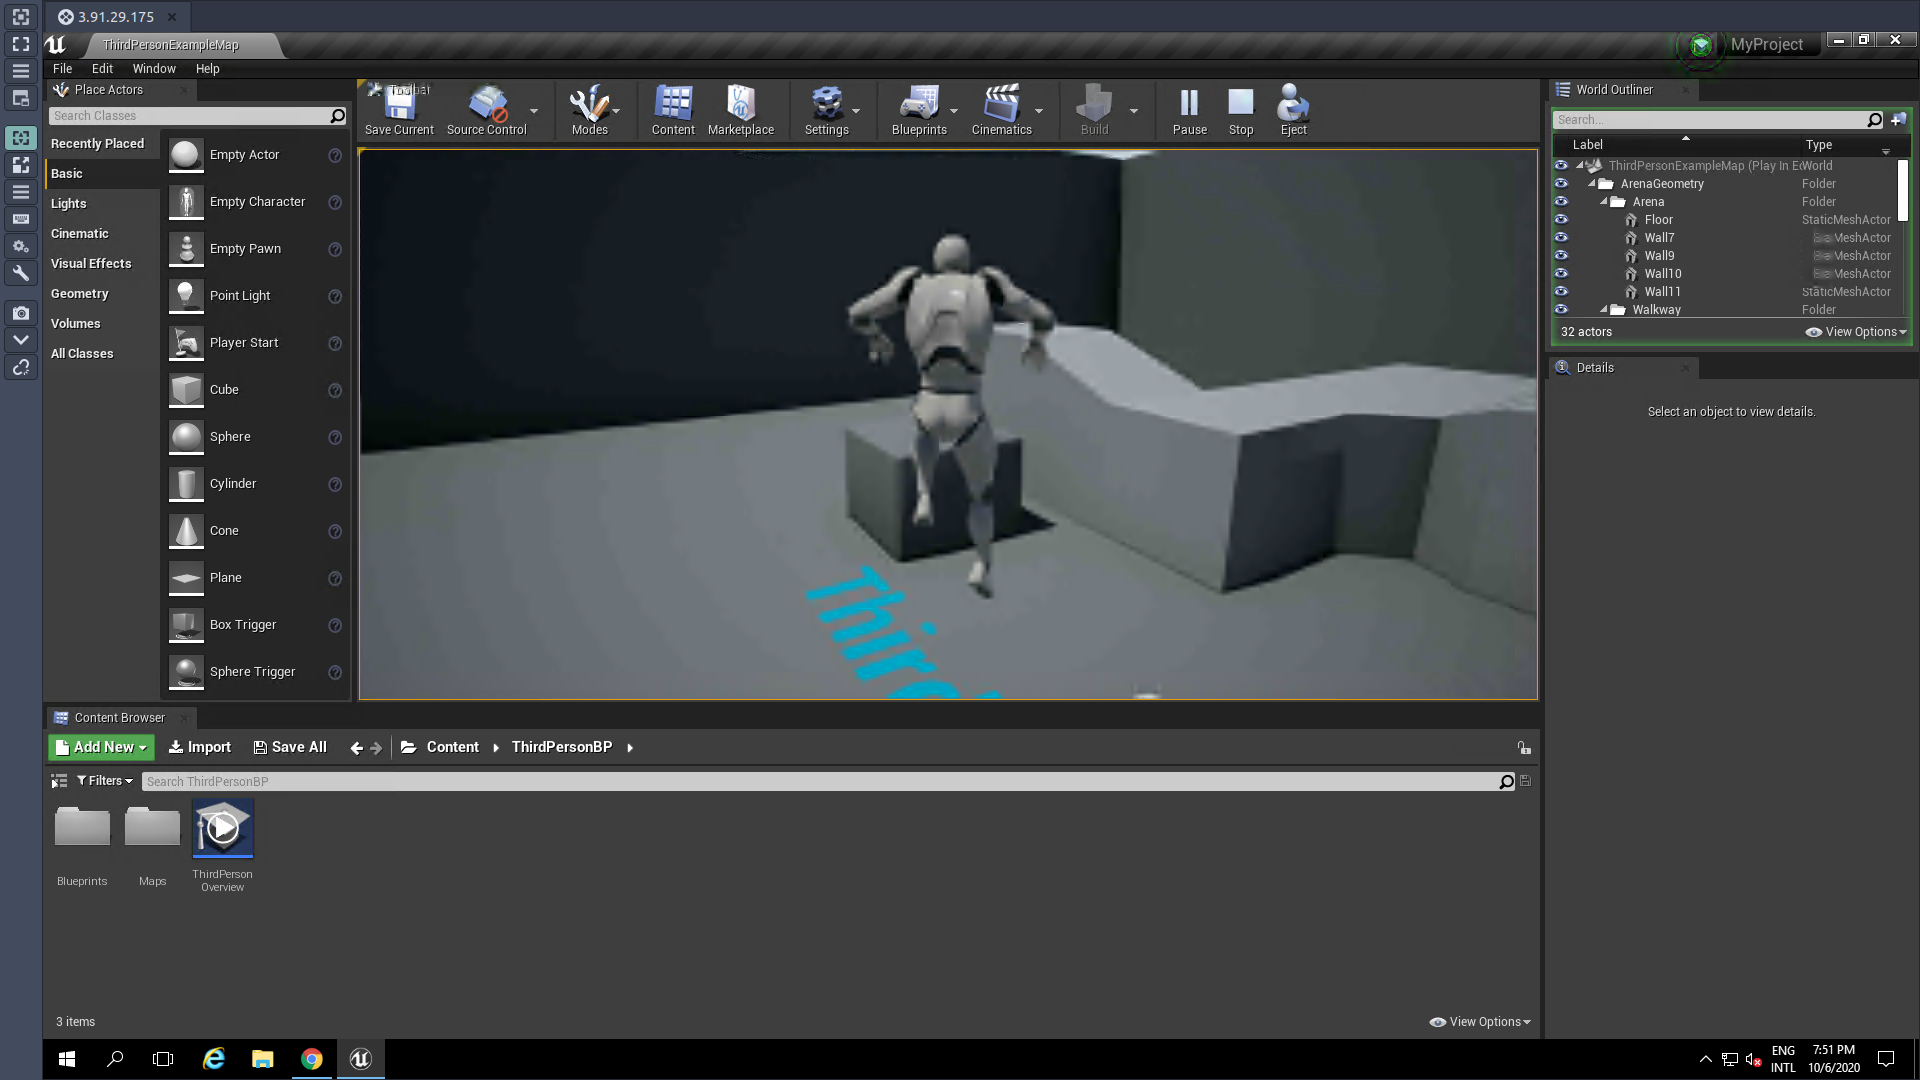 3.91.29.175
ThirdPersonExampleMap
MyProject
File Edit Window Help
Place Actors
Search Classes
Recently Placed
Basic
Lights
Cinematic
Visual Effects
Geometry
Volumes
All Classes
Empty Actor
Empty Character
Empty Pawn
Point Light
Player Start
Cube
Sphere
Cylinder
Cone
Plane
Box Trigger
Sphere Trigger
Toolbar
Save Current Source Control Modes Content Marketplace Settings Blueprints Cinematics Build Pause Stop Eject
World Outliner
Search...
Label Type
ThirdPersonExampleMap (Play In Ed World
ArenaGeometry Folder
Arena Folder
Floor StaticMeshActor
Wall7 MeshActor
Wall9 MeshActor
Wall10 MeshActor
Wall11 StaticMeshActor
Walkway Folder
32 actors View Options
Details
Select an object to view details.
Content Browser
Add New Import Save All Content ThirdPersonBP
Filters Search ThirdPersonBP
Blueprints
Maps
ThirdPerson
Overview
3 items View Options
ENG
INTL
7:51 PM
10/6/2020